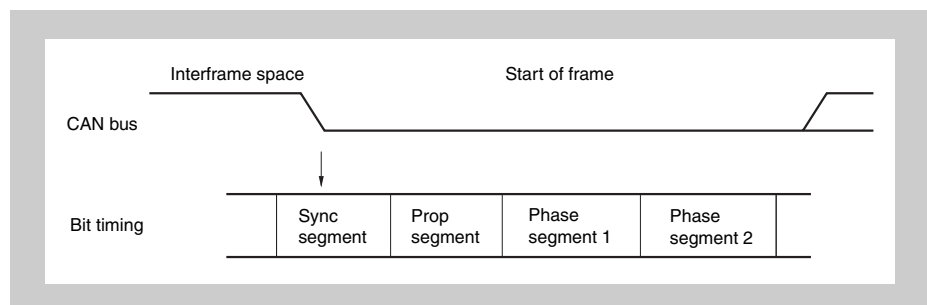 Interframe space
Start of frame
CAN bus
Bit timing
Sync
segment
Prop
segment
Phase
segment 1
Phase
segment 2